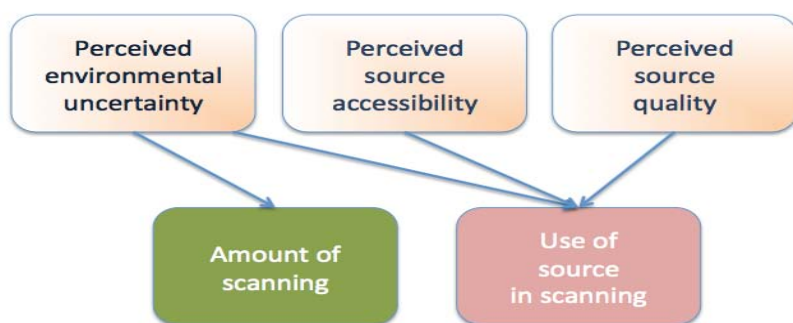 Perceived
environmental
uncertainty
Perceived
source
accessibility
Perceived
source
quality
Amount of
scanning
Use of
source
in scanning